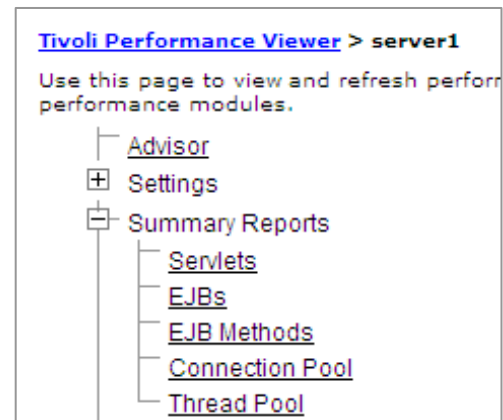 Tivoli Performance Viewer > server1
Use this page to view and refresh perforr
performance modules.
Advisor
Settings
Summary Reports
Servlets
EJBs
EJB Methods
Connection Pool
Thread Pool